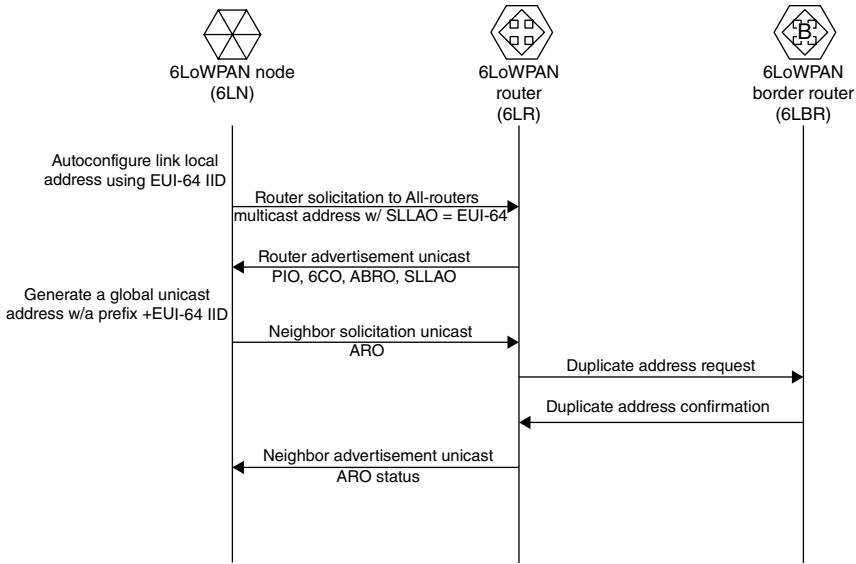 B
6LoWPAN node
(6LN)
6LoWPAN
router
(6LR)
6LoWPAN
border router
(6LBR)
Autoconfigure link local
address using EUI-64 IID
Router solicitation to All-routers
multicast address w/ SLLAO = EUI-64
Router advertisement unicast
PIO, 6CO, ABRO, SLLAO
Generate a global unicast
address w/a prefix +EUI-64 IID
Neighbor solicitation unicast
ARO
Duplicate address request
Duplicate address confirmation
Neighbor advertisement unicast
ARO status